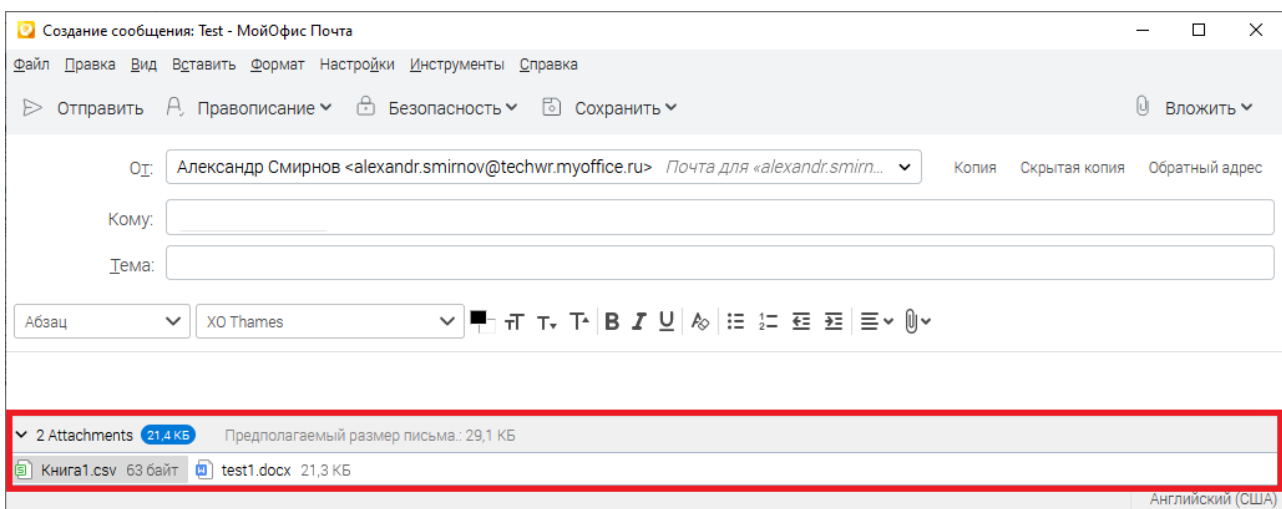 Создание сообщения: Test - МойОфис Почта
Файл Правка Вид Вставить Формат Настройки Инструменты Справка
Отправить Правописание Безопасность Сохранить Вложить
От: Александр Смирнов <alexandr.smirnov@techwr.myoffice.ru> Почта для «alexandr.smirn... Копия Скрытая копия Обратный адрес
Кому:
Тема:
Абзац XO Thames
2 Attachments 21,4 КБ Предполагаемый размер письма.: 29,1 КБ
Книга1.csv 63 байт test1.docx 21,3 КБ
Английский (США)